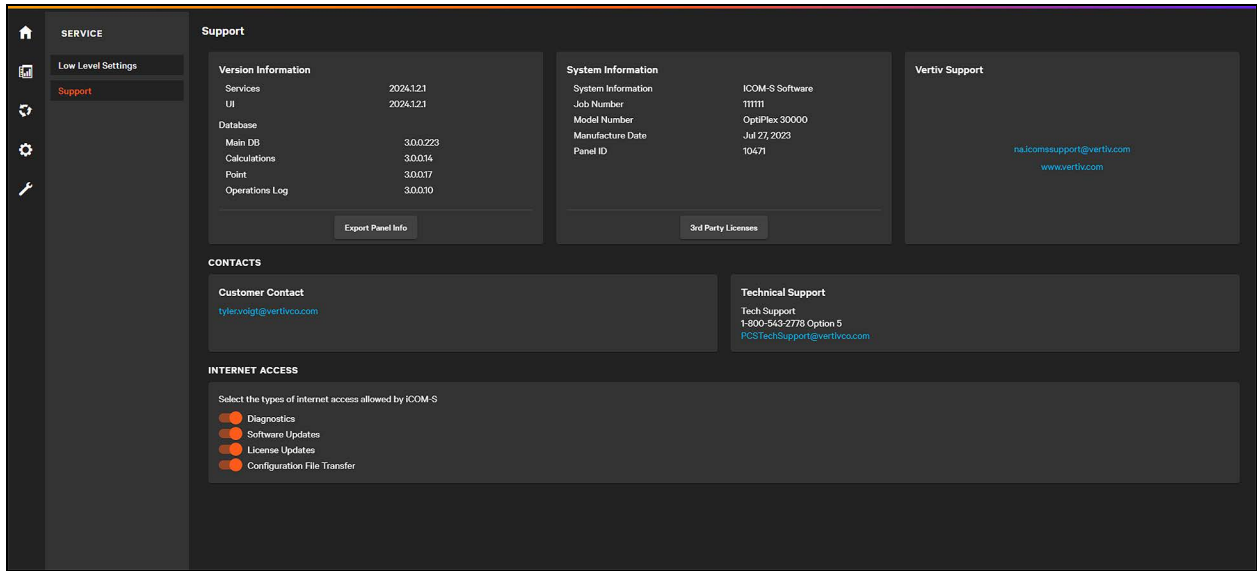 SERVICE
Low Level Settings
Support
Support
Version Information
Services 2024.1.2.1
UI 2024.1.2.1
Database
Main DB 3.0.0.223
Calculations 3.0.0.14
Point 3.0.0.17
Operations Log 3.0.0.10
Export Panel Info
System Information
System Information ICOM-S Software
Job Number 111111
Model Number OptiPlex 30000
Manufacture Date Jul 27, 2023
Panel ID 10471
3rd Party Licenses
Vertiv Support
na.icomssupport@vertiv.com
www.vertiv.com
CONTACTS
Customer Contact
tyler.voigt@vertivco.com
Technical Support
Tech Support
1-800-543-2778 Option 5
PCSTechSupport@vertivco.com
INTERNET ACCESS
Select the types of internet access allowed by iCOM-S
Diagnostics
Software Updates
License Updates
Configuration File Transfer